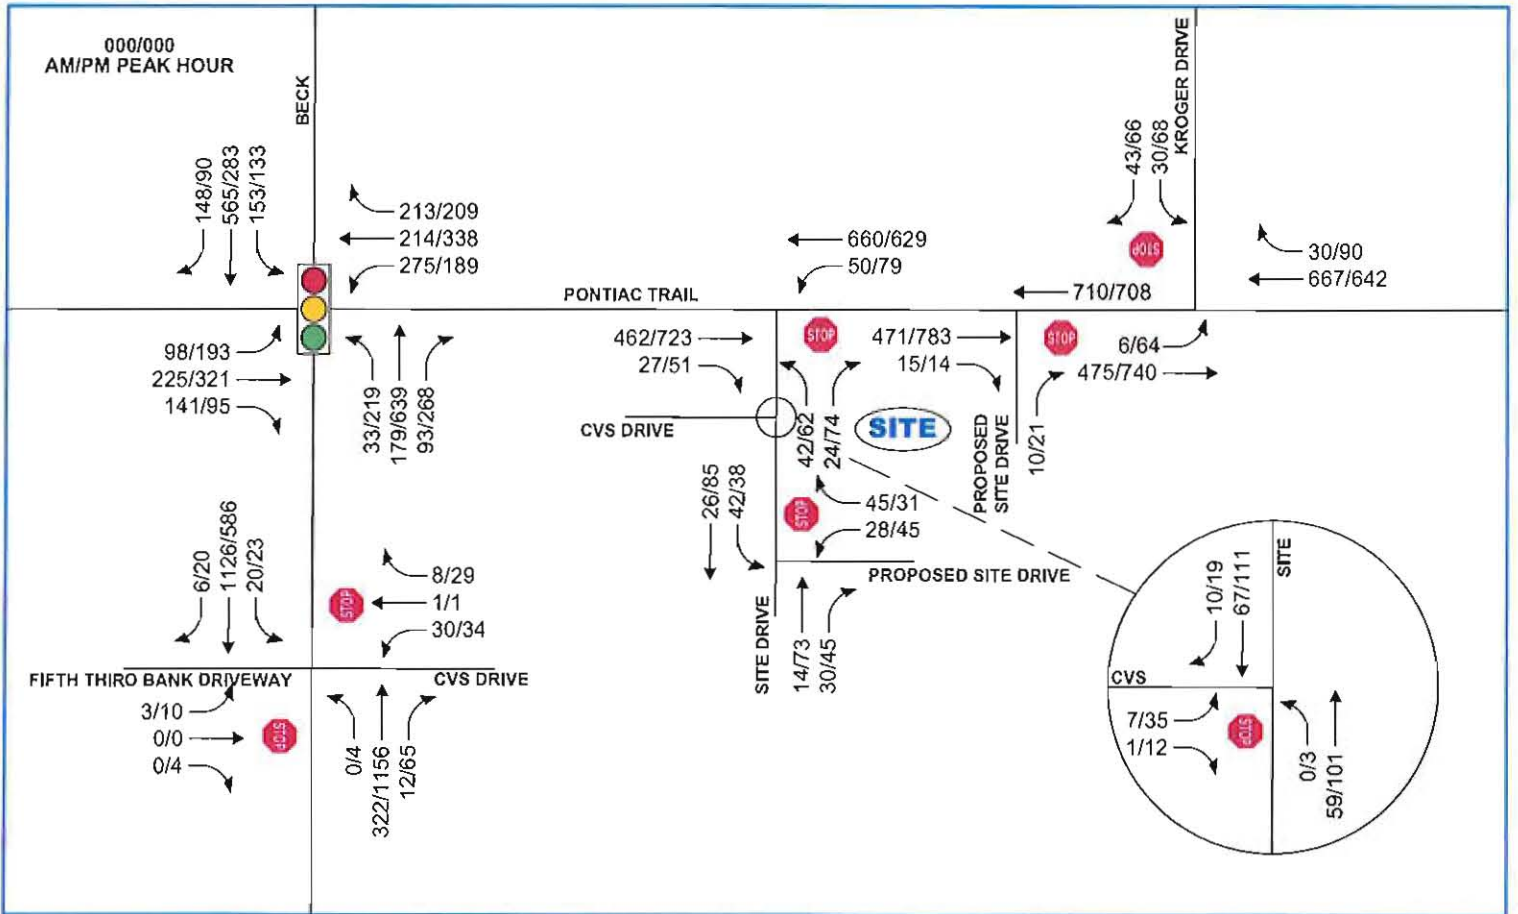 000/000
AM/PM PEAK HOUR
BECK
148/90
565/283
153/133
213/209
214/338
275/189
PONTIAC TRAIL
98/193
225/321
141/95
33/219
179/639
93/268
660/629
50/79
462/723
27/51
STOP
42/62
24/74
CVS DRIVE
SITE
471/783
15/14
710/708
STOP
PROPOSED
SITE DRIVE
10/21
KROGER DRIVE
43/66
30/68
STOP
30/90
667/642
6/64
475/740
26/85
42/38
STOP
45/31
28/45
PROPOSED SITE DRIVE
SITE DRIVE
14/73
30/45
6/20
1126/586
20/23
STOP
8/29
1/1
30/34
FIFTH THIRO BANK DRIVEWAY
CVS DRIVE
3/10
0/0
0/4
STOP
0/4
322/1156
12/65
SITE
10/19
67/111
CVS
7/35
1/12
STOP
0/3
59/101